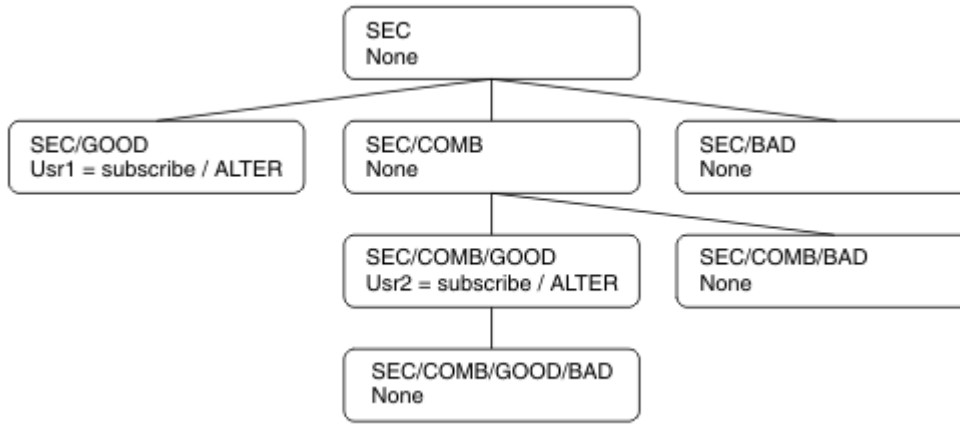 SEC
None
SEC/GOOD
Usr1 = subscribe / ALTER
SEC/COMB
None
SEC/BAD
None
SEC/COMB/GOOD
Usr2 = subscribe / ALTER
SEC/COMB/BAD
None
SEC/COMB/GOOD/BAD
None